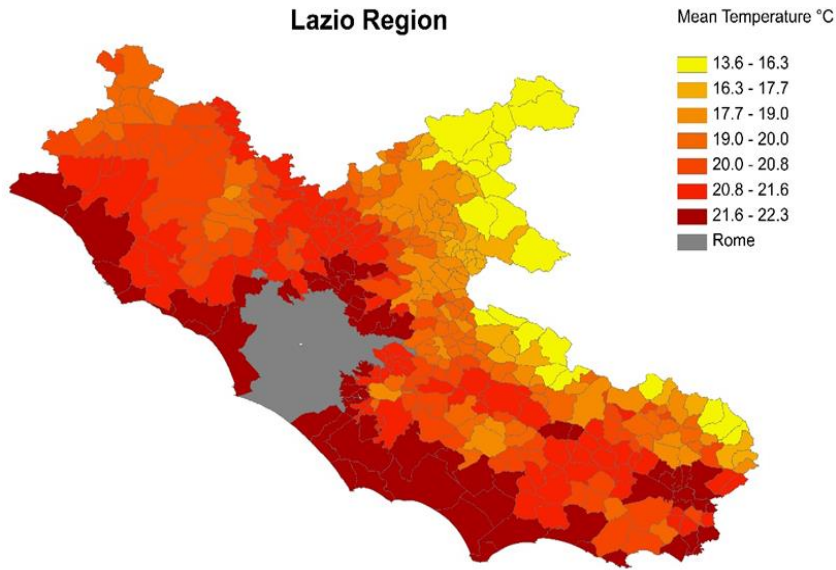 Lazio Region
Mean Temperature °C
13.6 - 16.3
16.3 - 17.7
17.7 - 19.0
19.0 - 20.0
20.0 - 20.8
20.8 - 21.6
21.6 - 22.3
Rome